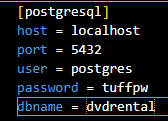 [postgresql]
host = localhost
port = 5432
user = postgres
password = tuffpw
dbname = dvdrental